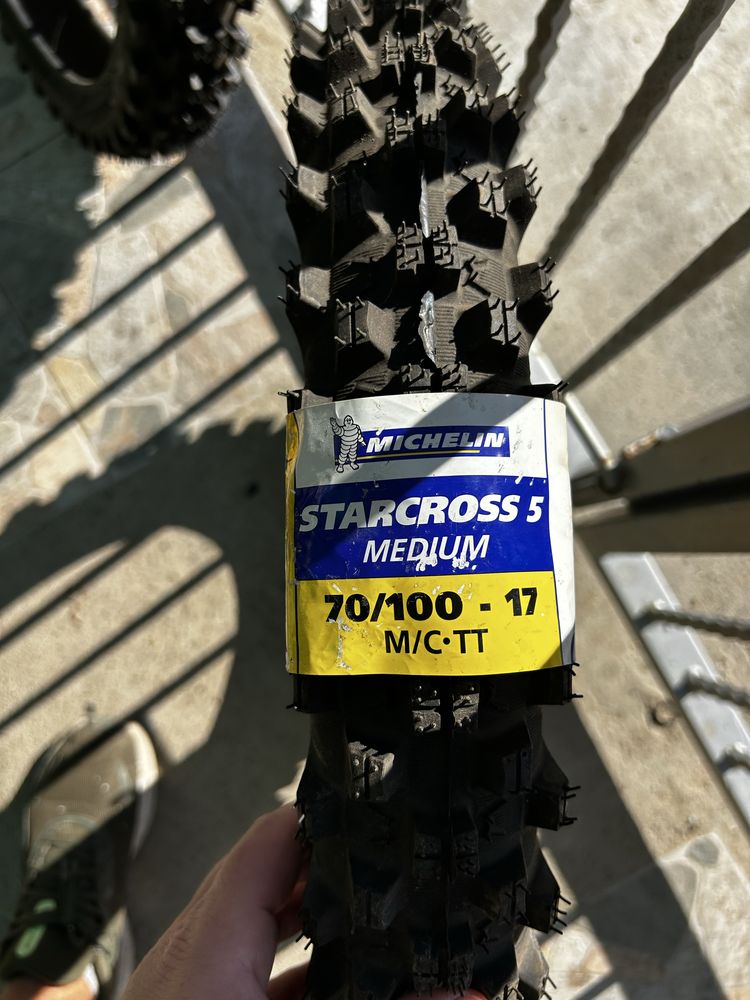 MICHELIN
STARCROSS 5
MEDIUM
70/100 - 17
M/C•TT